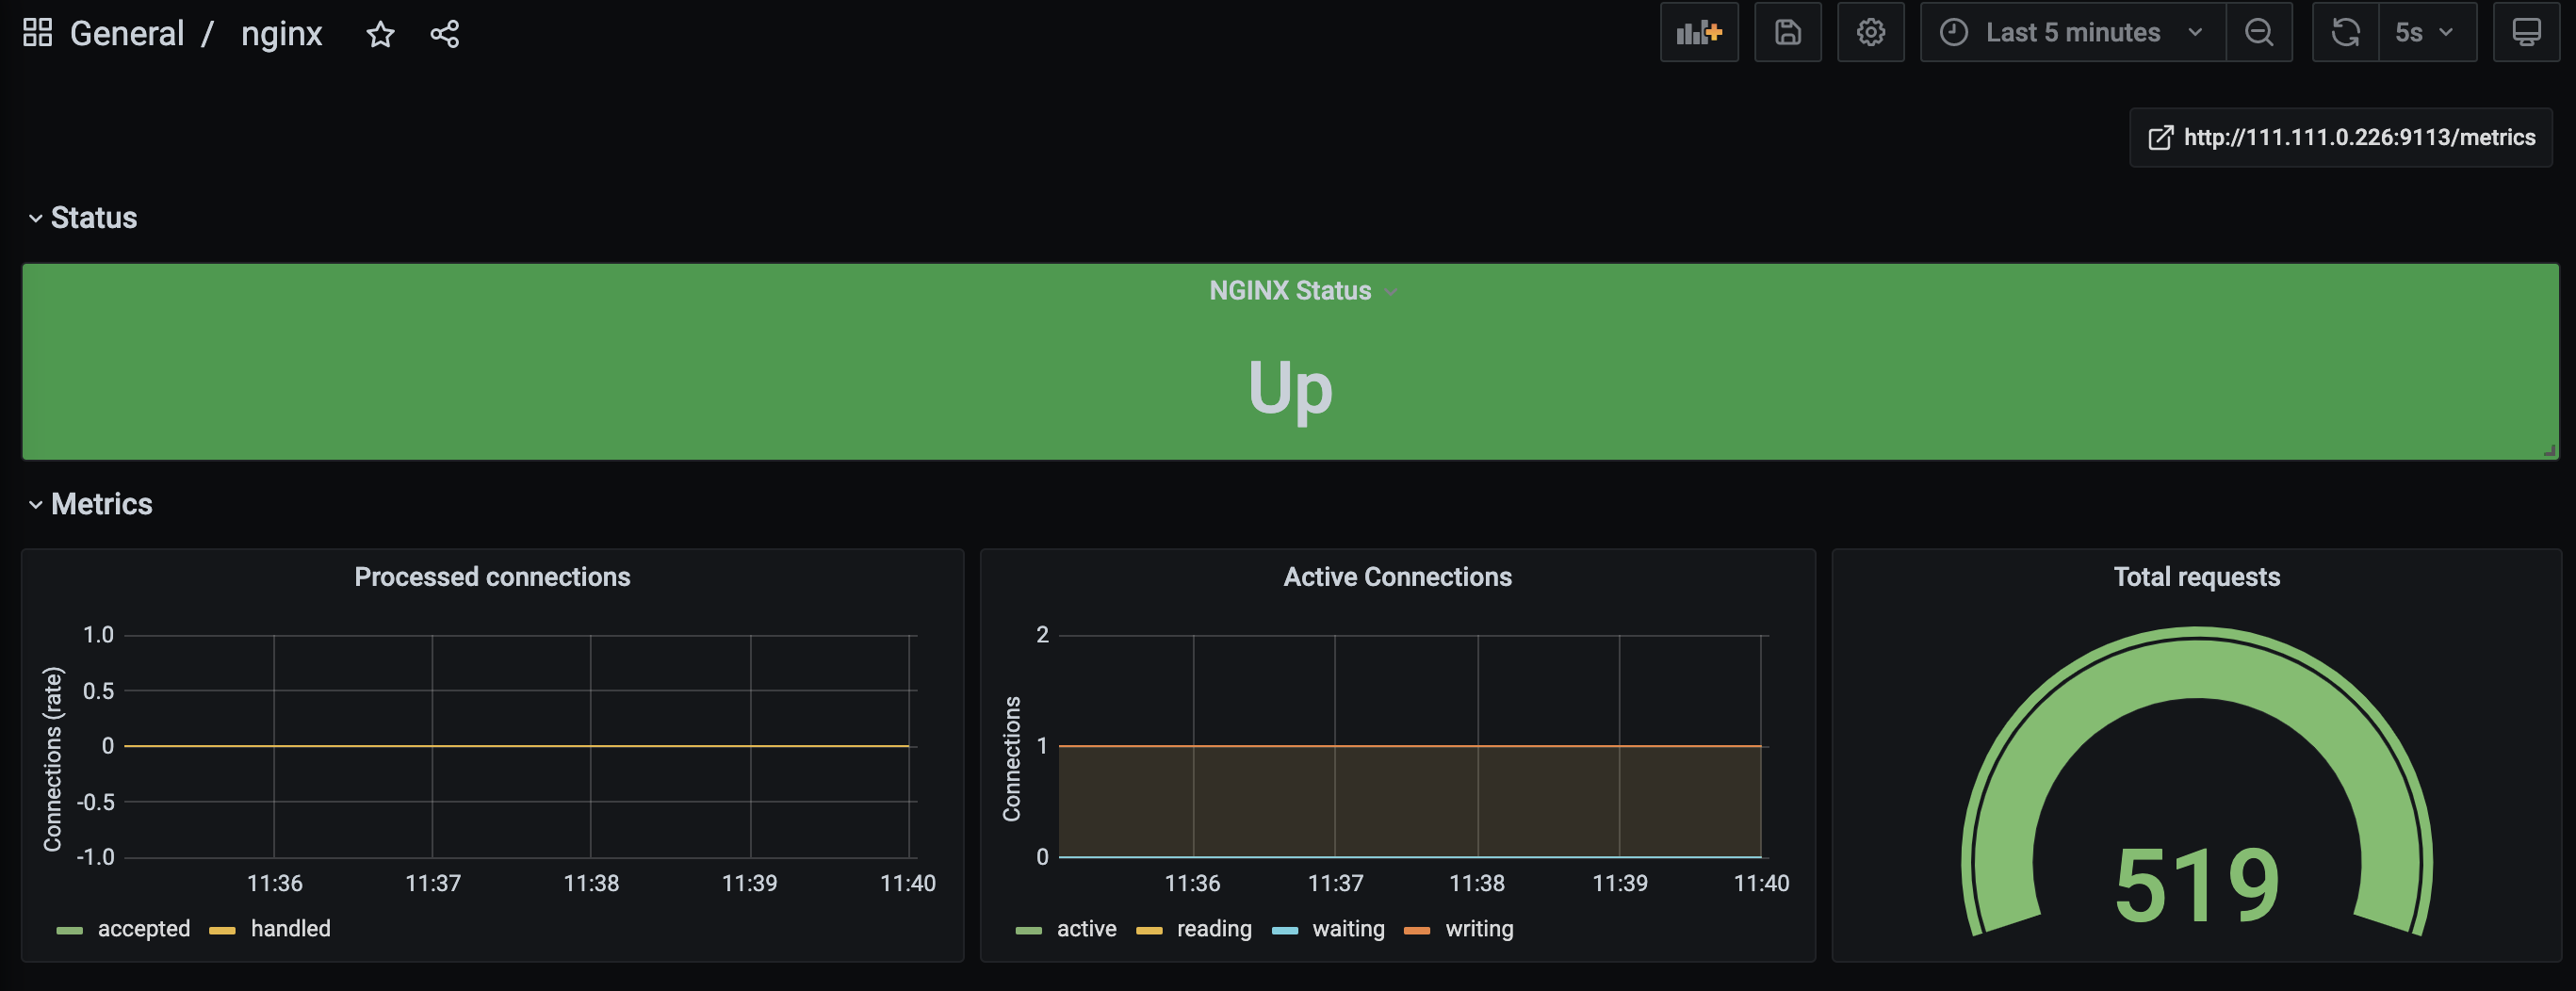 General / nginx
Last 5 minutes
5s
http://111.111.0.226:9113/metrics
Status
NGINX Status
Up
Metrics
Processed connections
Connections (rate)
1.0
0.5
0
-0.5
-1.0
11:36 11:37 11:38 11:39 11:40
accepted handled
Active Connections
Connections
2
1
0
11:36 11:37 11:38 11:39 11:40
active reading waiting writing
Total requests
519